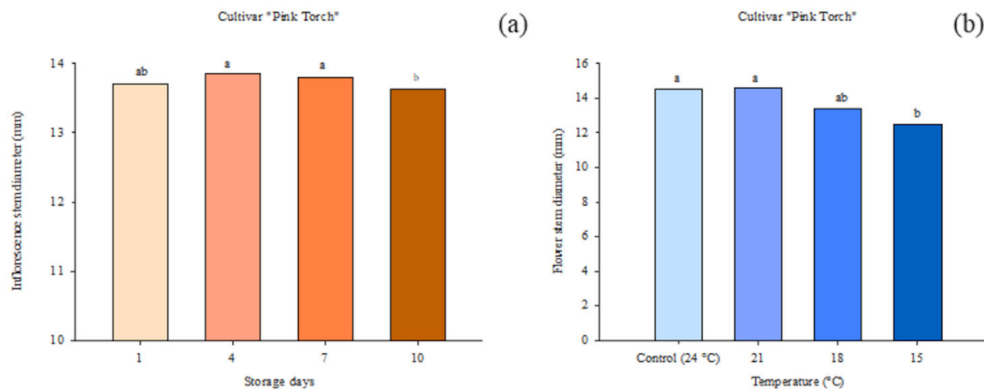 Cultivar "Pink Torch"
(a)
Inflorescence stem diameter (mm)
14
13
12
11
10
ab
a
a
b
1
4
7
10
Storage days
Cultivar "Pink Torch"
(b)
Flower stem diameter (mm)
16
14
12
10
8
6
4
2
0
a
a
ab
b
Control (24 °C)
21
18
15
Temperature (°C)